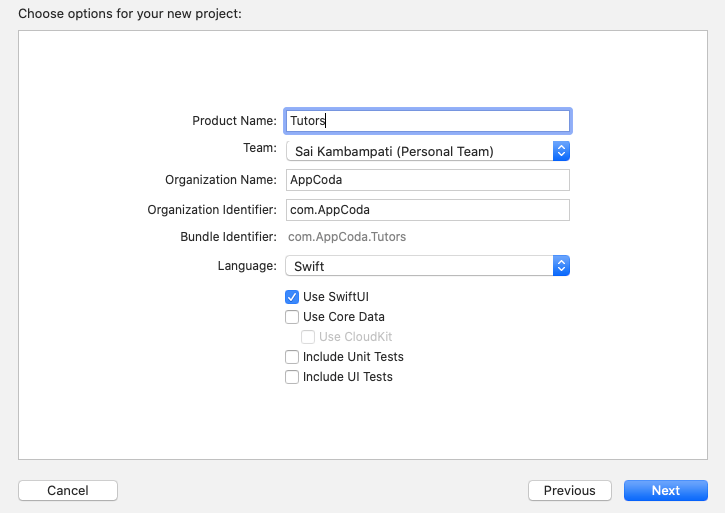 Choose options for your new project:
Product Name: Tutors
Team: Sai Kambampati (Personal Team)
Organization Name: AppCoda
Organization Identifier: com.AppCoda
Bundle Identifier: com.AppCoda.Tutors
Language: Swift
Use SwiftUI
Use Core Data
Use CloudKit
Include Unit Tests
Include UI Tests
Cancel Previous Next